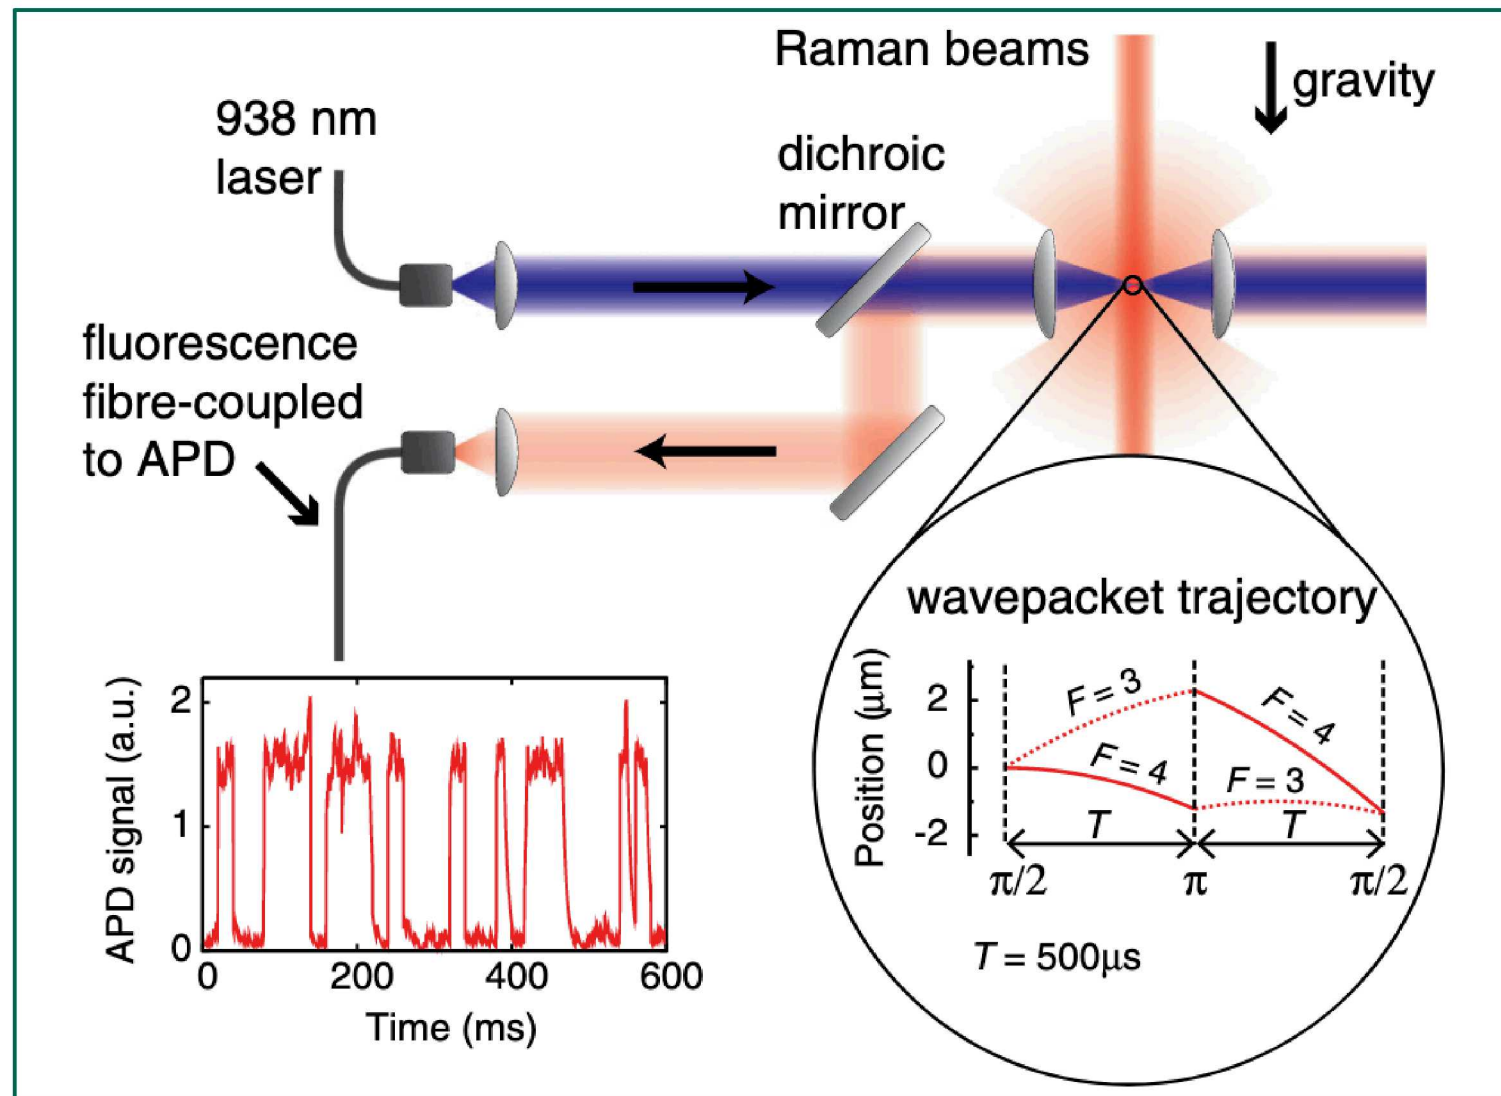 Raman beams
gravity
938 nm
laser
dichroic
mirror
fluorescence
fibre-coupled
to APD
wavepacket trajectory
Position (μm)
2
0
-2
F = 3
F = 4
F = 4
F = 3
T
T
π/2
π
π/2
T = 500μs
APD signal (a.u.)
2
1
0
0
200
400
600
Time (ms)